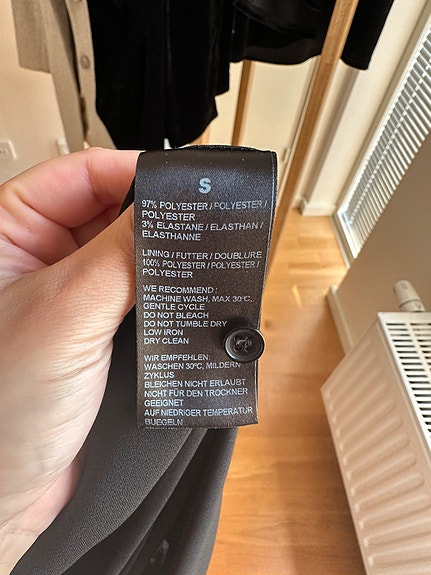 S
97% POLYESTER / POLYESTER /
POLYESTER
3% ELASTANE / ELASTHAN /
ELASTHANNE
LINING / FUTTER / DOUBLURE
100% POLYESTER / POLYESTER /
POLYESTER
WE RECOMMEND :
MACHINE WASH, MAX 30°C,
GENTLE CYCLE
DO NOT BLEACH
DO NOT TUMBLE DRY
LOW IRON
DRY CLEAN
WIR EMPFEHLEN:
WASCHEN 30°C, MILDERN
ZYKLUS
BLEICHEN NICHT ERLAUBT
NICHT FÜR DEN TROCKNER
GEEIGNET
AUF NIEDRIGER TEMPERATUR
BUEGELN